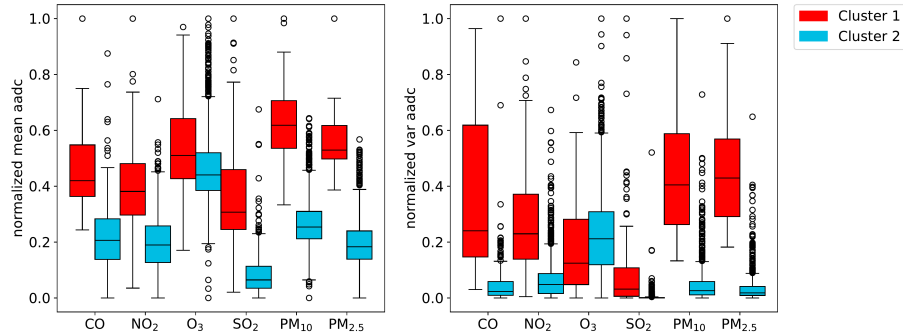 normalized mean aadc
1.0
0.8
0.6
0.4
0.2
0.0
CO NO₂ O₃ SO₂ PM₁₀ PM₂.₅
normalized var aadc
1.0
0.8
0.6
0.4
0.2
0.0
CO NO₂ O₃ SO₂ PM₁₀ PM₂.₅
Cluster 1
Cluster 2